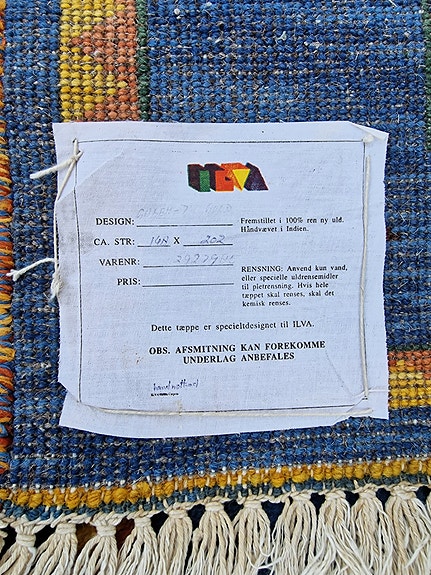 ILVA
DESIGN:
CA. STR: X 202
VARENR:
PRIS:
Fremstillet i 100% ren ny uld.
Håndvævet i Indien.
RENSNING: Anvend kun vand,
eller specielle uldrensemidler
til pletrensning. Hvis hele
tæppet skal renses, skal det
kemisk renses.
Dette tæppe er specieltdesignet til ILVA.
OBS. AFSMITNING KAN FOREKOMME
UNDERLAG ANBEFALES